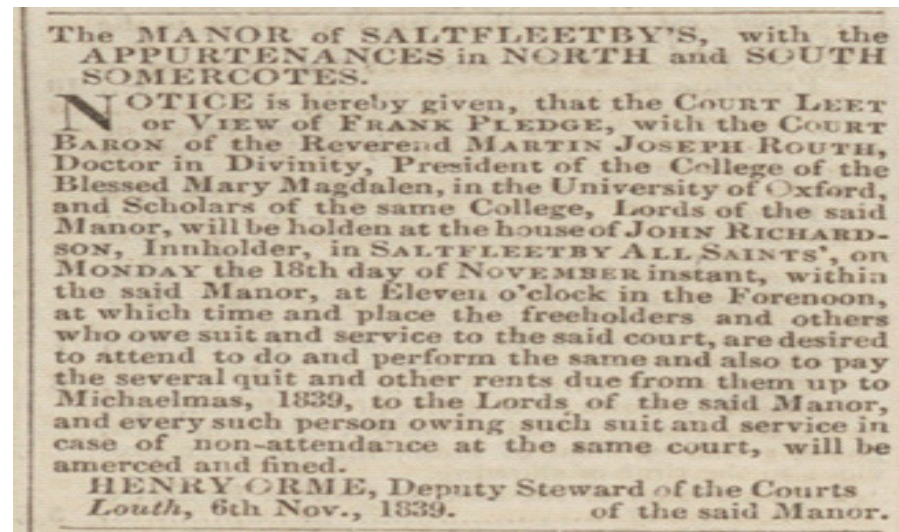 The MANOR of SALTFLEETBY'S, with the
APPURTENANCES in NORTH and SOUTH
SOMERCOTES.
NOTICE is hereby given, that the COURT LEET
or VIEW of FRANK PLEDGE, with the COURT
BARON of the Reverend MARTIN JOSEPH ROUTH,
Doctor in Divinity, President of the College of the
Blessed Mary Magdalen, in the University of Oxford,
and Scholars of the same College, Lords of the said
Manor, will be holden at the house of JOHN RICHARD-
SON, Innholder, in SALTFLEETBY ALL SAINTS', on
MONDAY the 18th day of NOVEMBER instant, within
the said Manor, at Eleven o'clock in the Forenoon,
at which time and place the freeholders and others
who owe suit and service to the said court, are desired
to attend to do and perform the same and also to pay
the several quit and other rents due from them up to
Michaelmas, 1839, to the Lords of the said Manor,
and every such person owing such suit and service in
case of non-attendance at the same court, will be
amerced and fined.
HENRY ORME, Deputy Steward of the Courts
Louth, 6th Nov., 1839. of the said Manor.